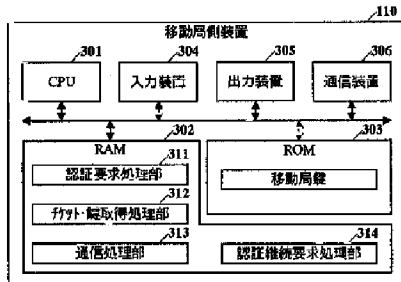 110
移動局側装置
301
304
305
306
CPU
入力装置
出力装置
通信装置
302
303
RAM
ROM
311
認証要求処理部
移動局鍵
312
チケット・鍵取得処理部
313
314
通信処理部
認証継続要求処理部